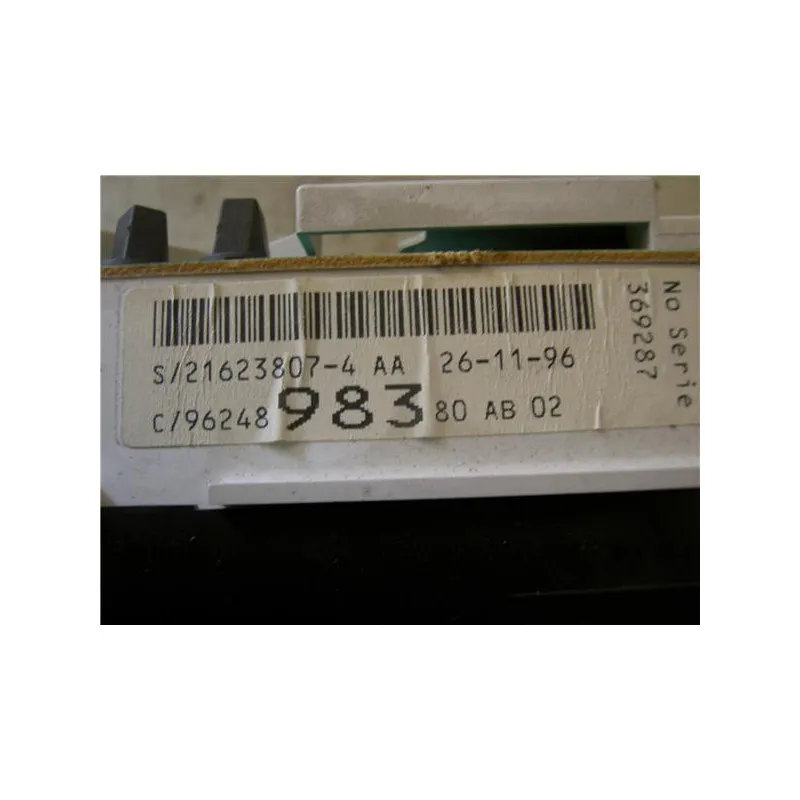 S/21623807-4 AA 26-11-96
C/96248 983 80 AB 02
No Serie
369287